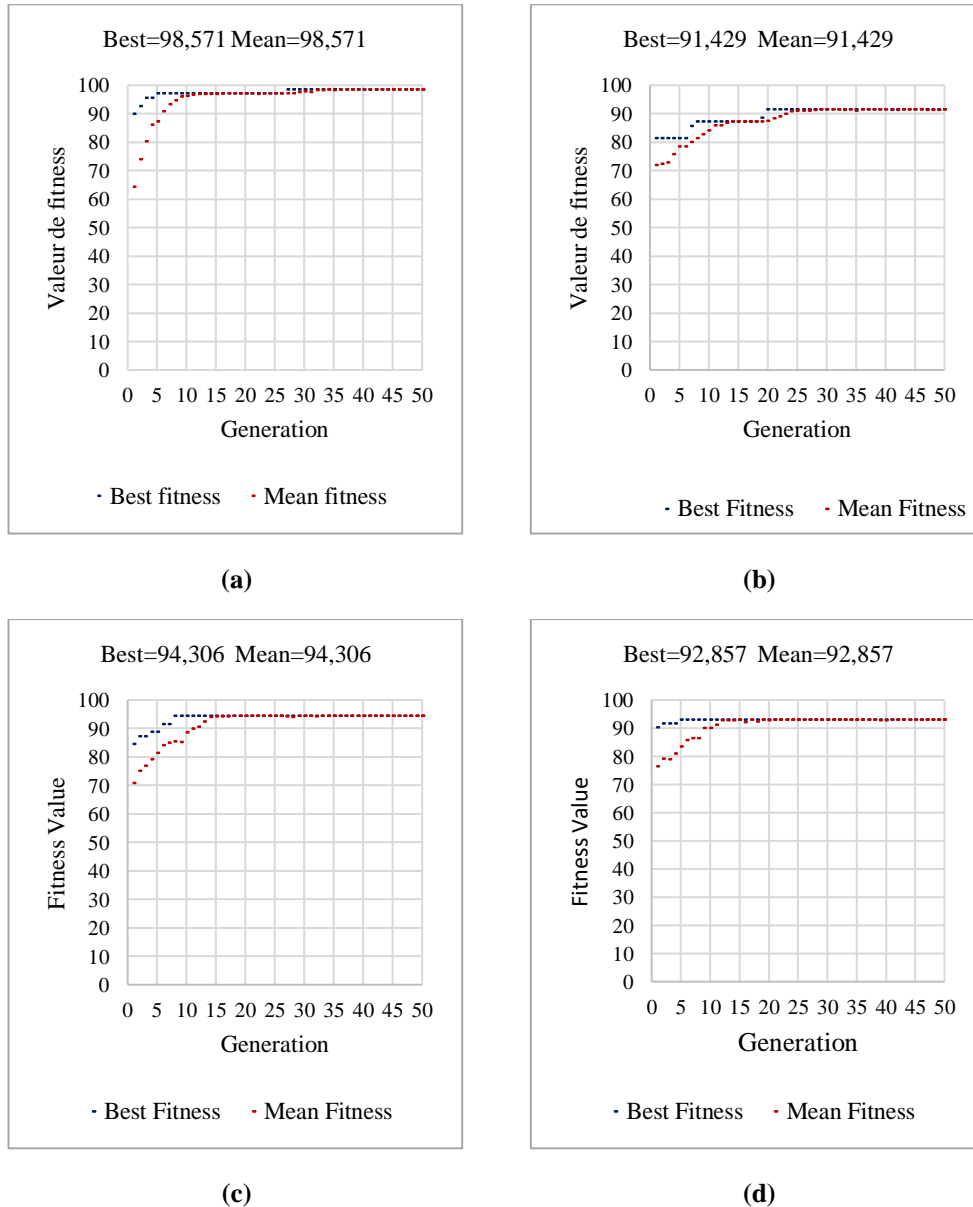 Best=98,571 Mean=98,571
100
90
80
70
60
50
40
30
20
10
0
Valeur de fitness
0 5 10 15 20 25 30 35 40 45 50
Generation
Best fitness Mean fitness
(a)
Best=91,429 Mean=91,429
100
90
80
70
60
50
40
30
20
10
0
Valeur de fitness
0 5 10 15 20 25 30 35 40 45 50
Generation
Best Fitness Mean Fitness
(b)
Best=94,306 Mean=94,306
100
90
80
70
60
50
40
30
20
10
0
Fitness Value
0 5 10 15 20 25 30 35 40 45 50
Generation
Best Fitness Mean Fitness
(c)
Best=92,857 Mean=92,857
100
90
80
70
60
50
40
30
20
10
0
Fitness Value
0 5 10 15 20 25 30 35 40 45 50
Generation
Best Fitness Mean Fitness
(d)